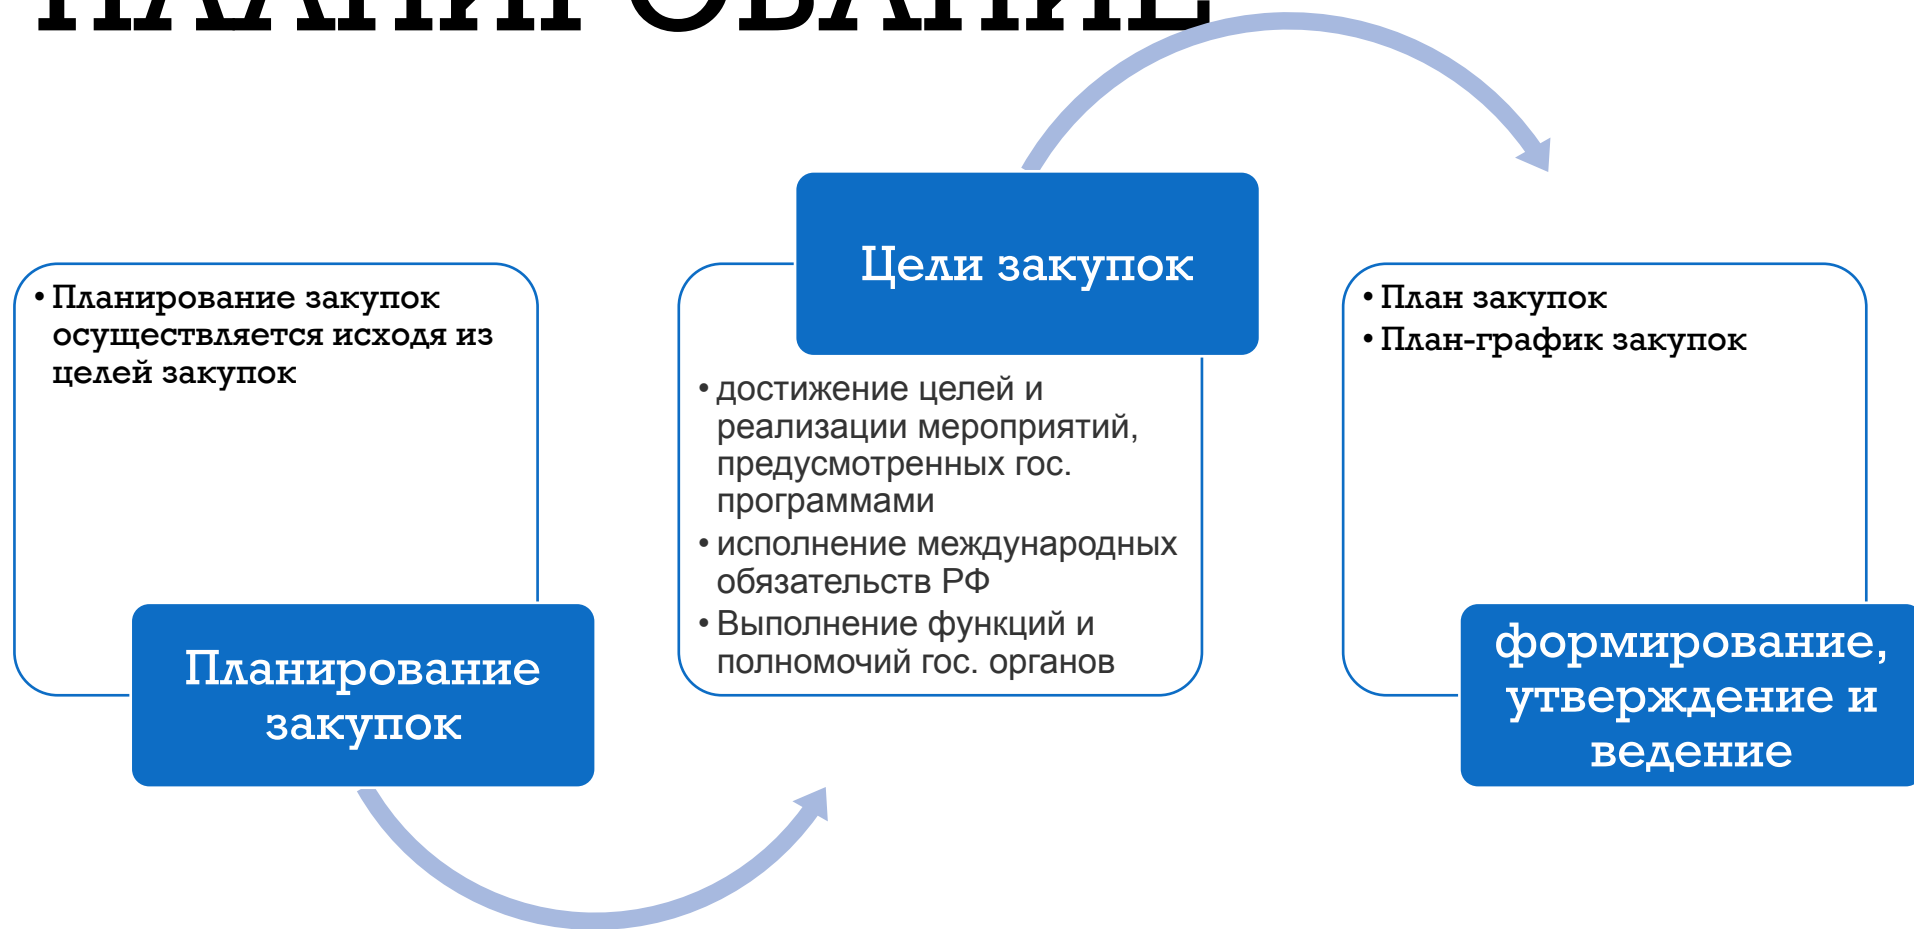 ПЛАНИРОВАНИЕ
• Планирование закупок
осуществляется исходя из
целей закупок
Планирование
закупок
Цели закупок
• достижение целей и
реализации мероприятий,
предусмотренных гос.
программами
• исполнение международных
обязательств РФ
• Выполнение функций и
полномочий гос. органов
• План закупок
• План-график закупок
формирование,
утверждение и
ведение